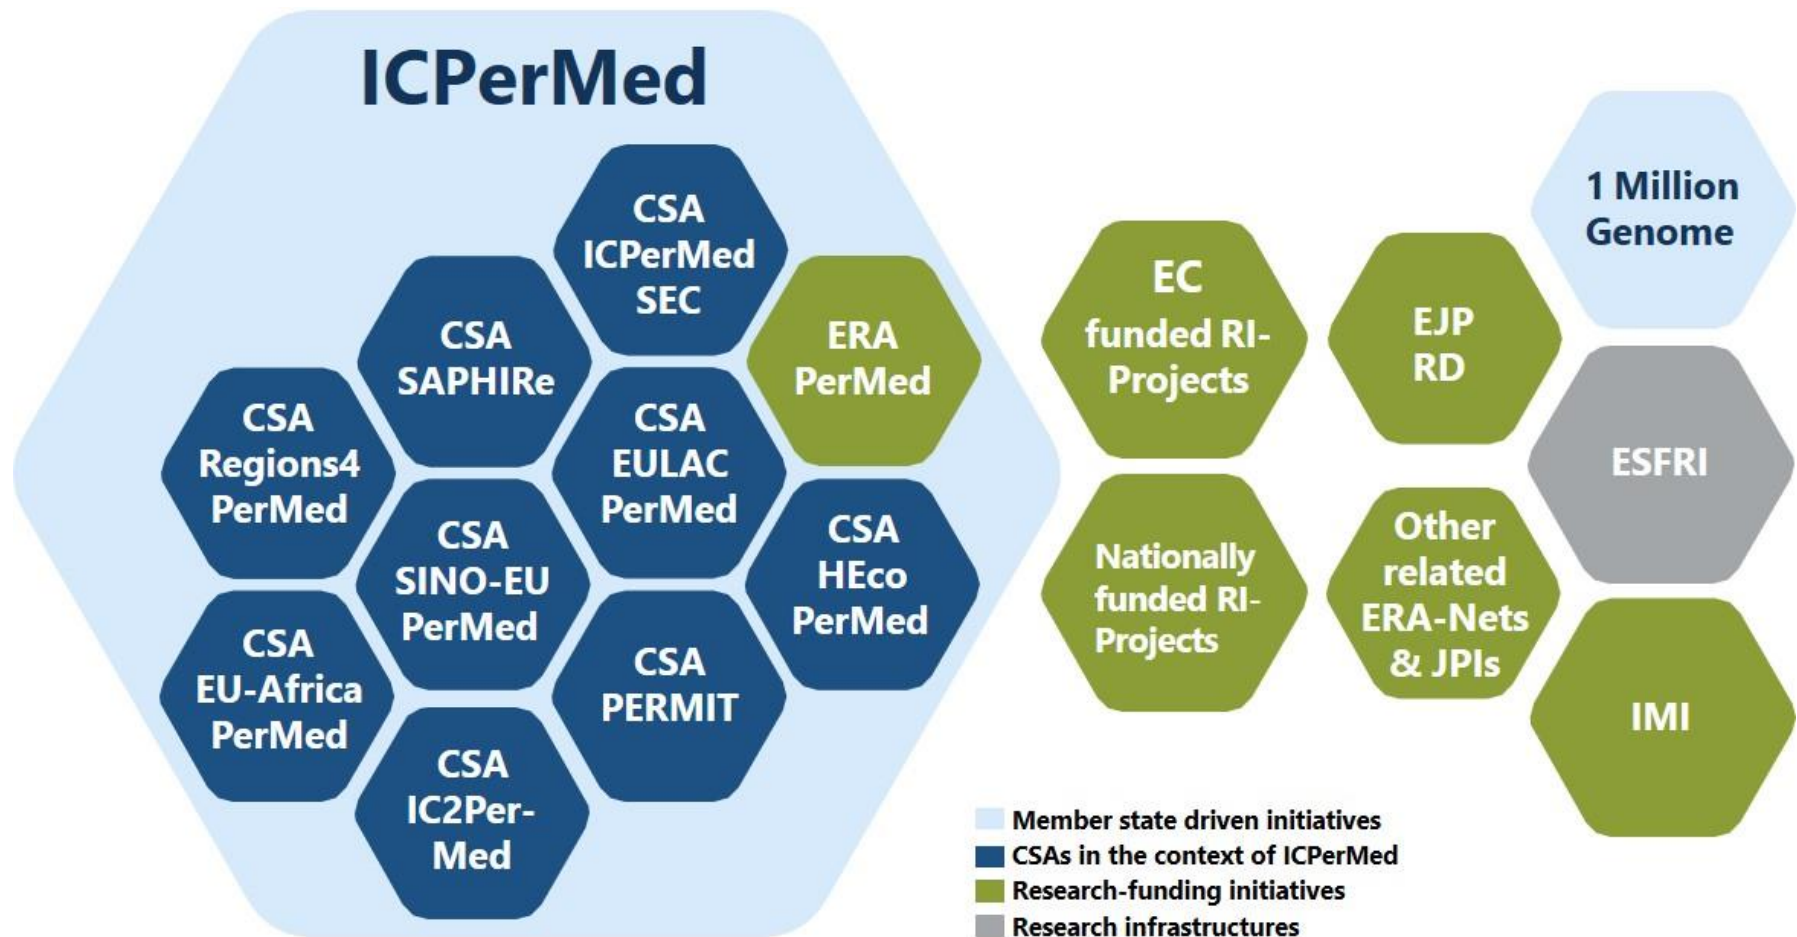 ICPerMed
CSA
ICPerMed
SEC
CSA
SAPHIRe
ERA
PerMed
CSA
Regions4
PerMed
CSA
EULAC
PerMed
CSA
SINO-EU
PerMed
CSA
HEco
PerMed
CSA
EU-Africa
PerMed
CSA
PERMIT
CSA
IC2Per-
Med
EC
funded RI-
Projects
EJP
RD
1 Million
Genome
ESFRI
Nationally
funded RI-
Projects
Other
related
ERA-Nets
& JPIs
IMI
Member state driven initiatives
CSAs in the context of ICPerMed
Research-funding initiatives
Research infrastructures